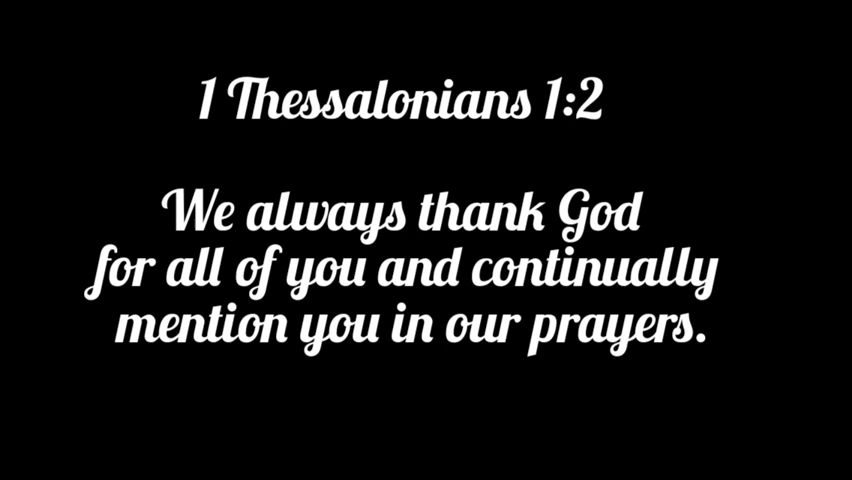 1 Thessalonians 1:2
We always thank God
for all of you and continually
mention you in our prayers.